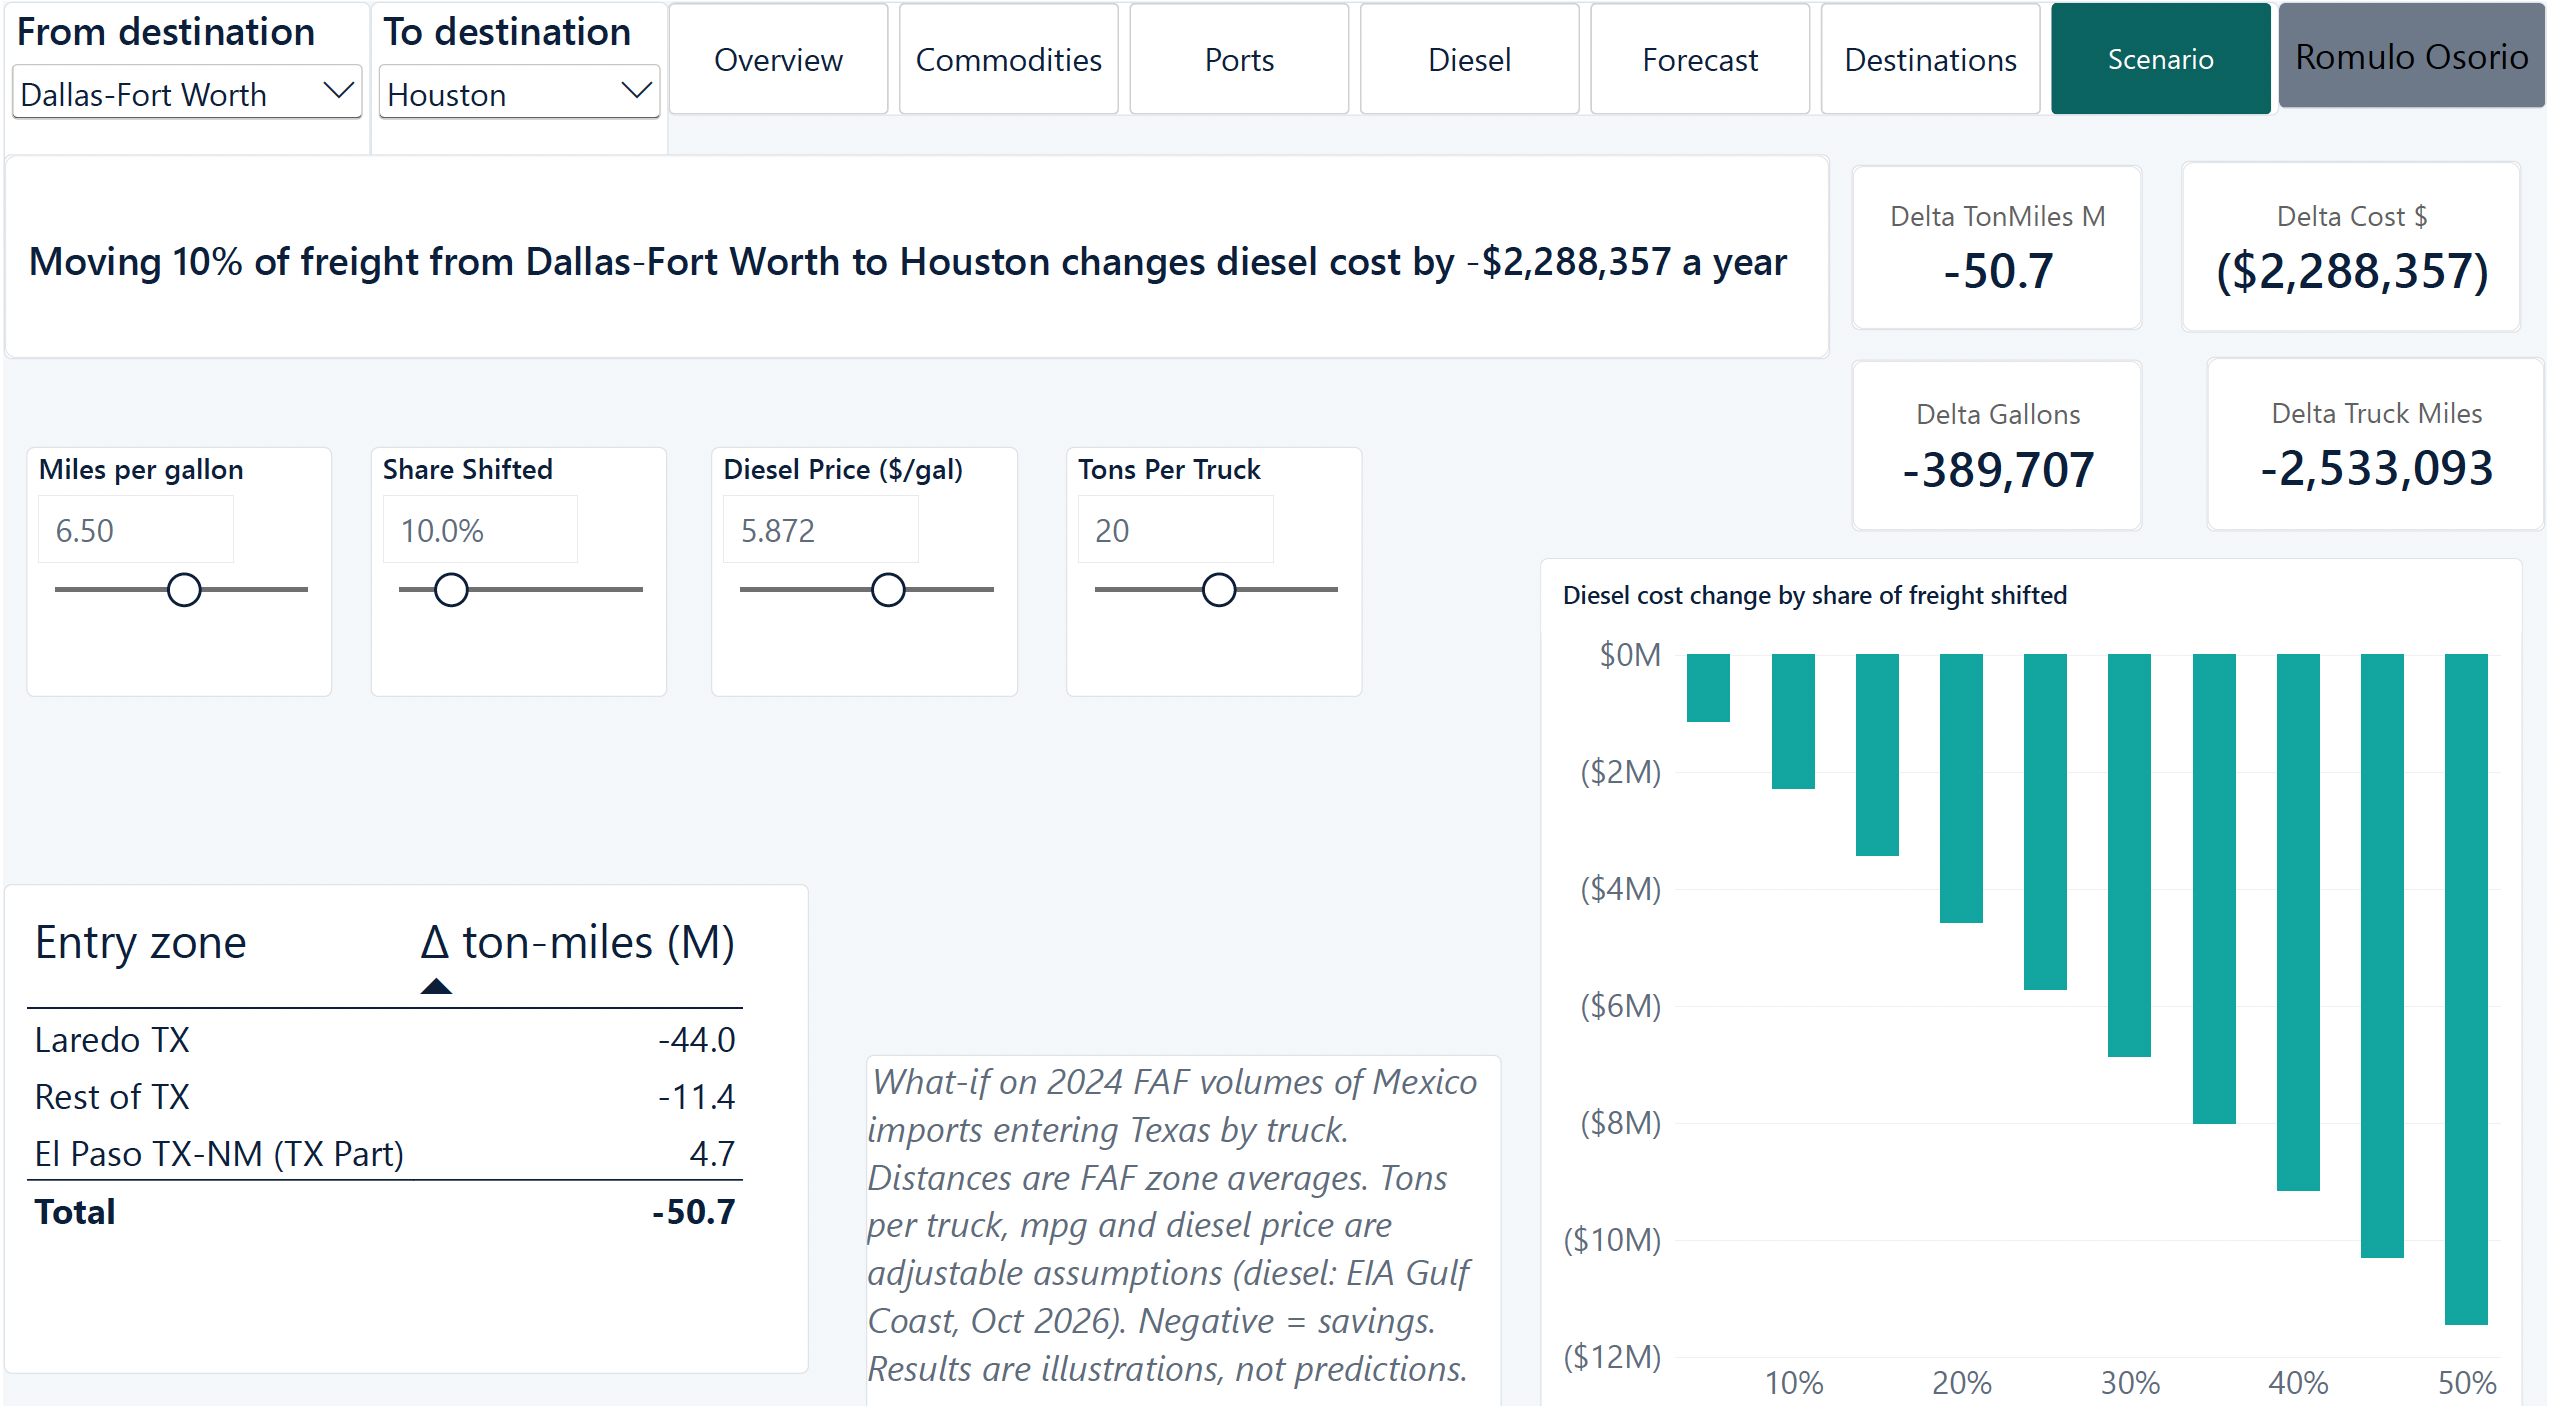 From destination
Dallas-Fort Worth
To destination
Houston
Overview
Commodities
Ports
Diesel
Forecast
Destinations
Scenario
Romulo Osorio
Moving 10% of freight from Dallas-Fort Worth to Houston changes diesel cost by -$2,288,357 a year
Delta TonMiles M
-50.7
Delta Cost $
($2,288,357)
Delta Gallons
-389,707
Delta Truck Miles
-2,533,093
Miles per gallon
6.50
Share Shifted
10.0%
Diesel Price ($/gal)
5.872
Tons Per Truck
20
Entry zone Δ ton-miles (M)
Laredo TX -44.0
Rest of TX -11.4
El Paso TX-NM (TX Part) 4.7
Total -50.7
What-if on 2024 FAF volumes of Mexico
imports entering Texas by truck.
Distances are FAF zone averages. Tons
per truck, mpg and diesel price are
adjustable assumptions (diesel: EIA Gulf
Coast, Oct 2026). Negative = savings.
Results are illustrations, not predictions.
Diesel cost change by share of freight shifted
$0M
($2M)
($4M)
($6M)
($8M)
($10M)
($12M)
10% 20% 30% 40% 50%